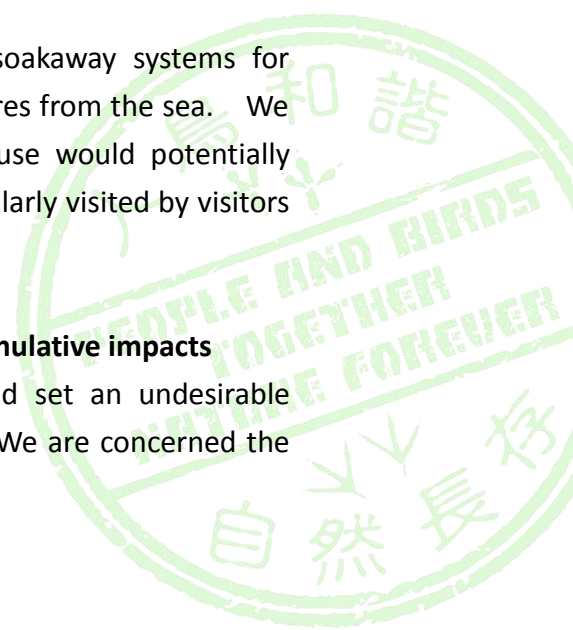 soakaway systems for
res from the sea. We
use would potentially
larly visited by visitors
nulative impacts
d set an undesirable
We are concerned the
人鳥和諧
PEOPLE AND BIRDS
TOGETHER
NATURE FOREVER
自然長存